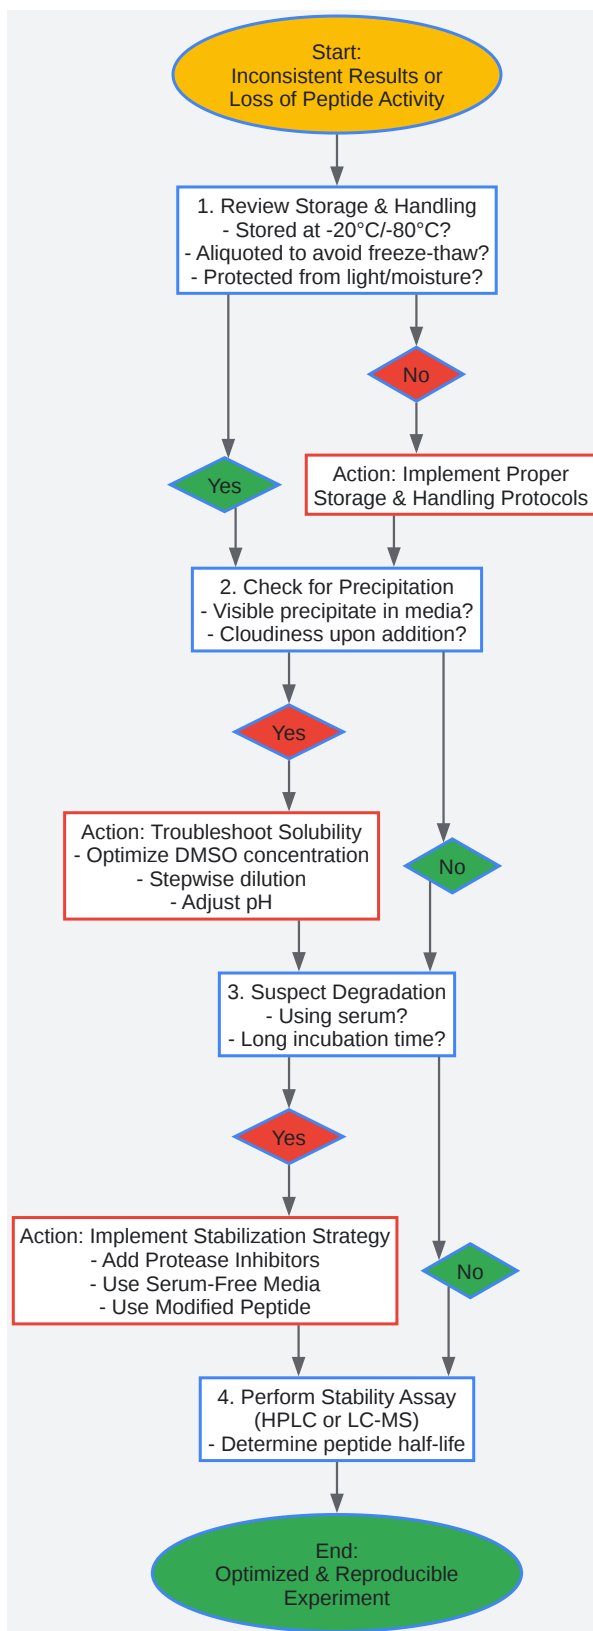 Start:
Inconsistent Results or
Loss of Peptide Activity
1. Review Storage & Handling
- Stored at -20°C/-80°C?
- Aliquoted to avoid freeze-thaw?
- Protected from light/moisture?
No
Yes
Action: Implement Proper
Storage & Handling Protocols
2. Check for Precipitation
- Visible precipitate in media?
- Cloudiness upon addition?
Yes
Action: Troubleshoot Solubility
- Optimize DMSO concentration
- Stepwise dilution
- Adjust pH
No
3. Suspect Degradation
- Using serum?
- Long incubation time?
Yes
Action: Implement Stabilization Strategy
- Add Protease Inhibitors
- Use Serum-Free Media
- Use Modified Peptide
No
4. Perform Stability Assay
(HPLC or LC-MS)
- Determine peptide half-life
End:
Optimized & Reproducible
Experiment